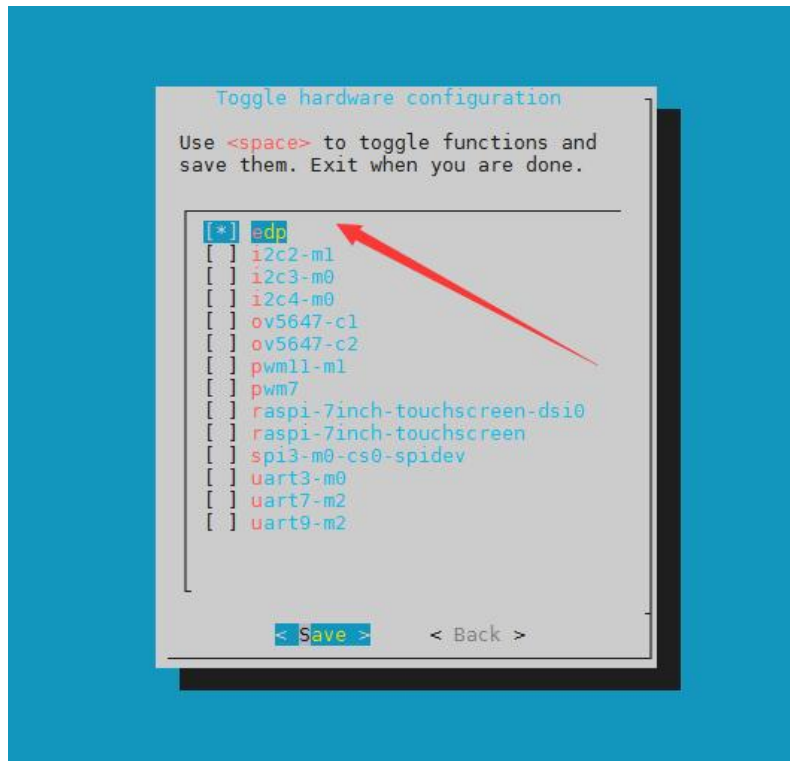 Toggle hardware configuration
Use <space> to toggle functions and
save them. Exit when you are done.
[*] edp
[ ] i2c2-m1
[ ] i2c3-m0
[ ] i2c4-m0
[ ] ov5647-c1
[ ] ov5647-c2
[ ] pwm11-m1
[ ] pwm7
[ ] raspi-7inch-touchscreen-dsi0
[ ] raspi-7inch-touchscreen
[ ] spi3-m0-cs0-spidev
[ ] uart3-m0
[ ] uart7-m2
[ ] uart9-m2
< Save > < Back >